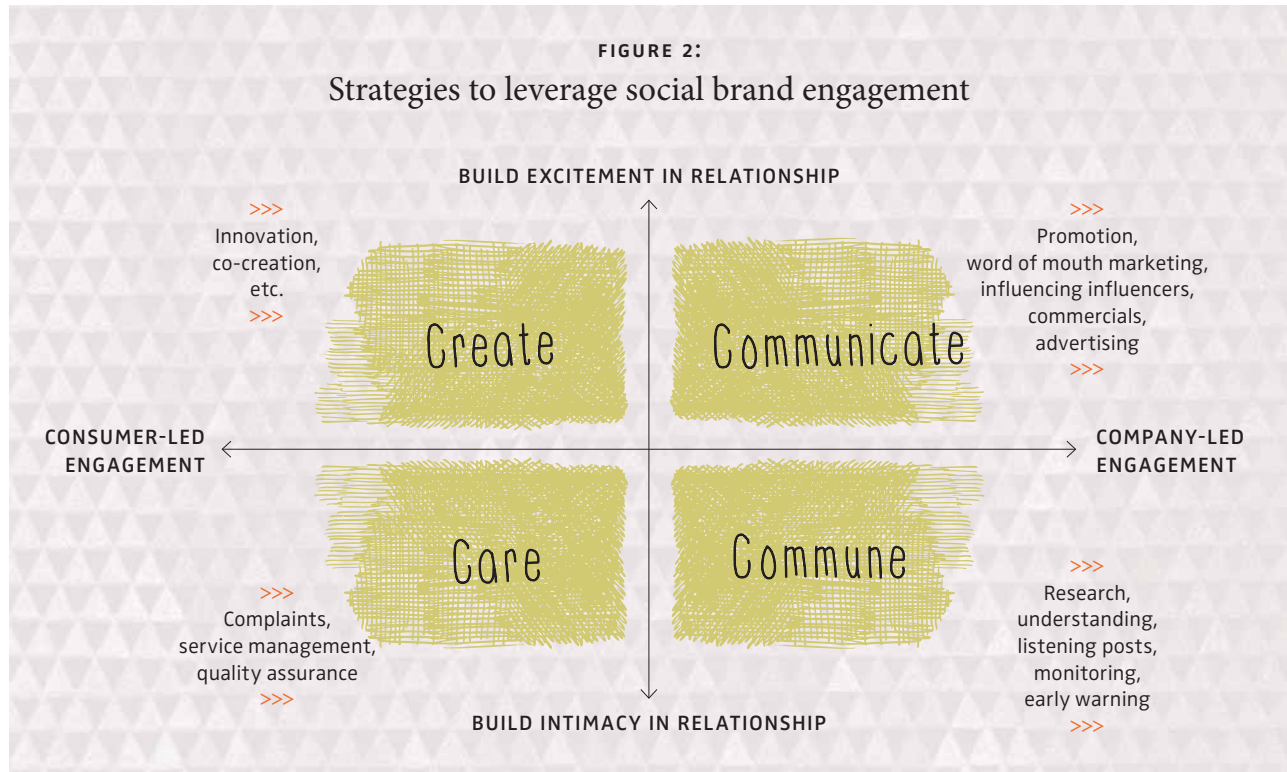 FIGURE 2:
Strategies to leverage social brand engagement
BUILD EXCITEMENT IN RELATIONSHIP
>>>
Innovation,
co-creation,
etc.
>>>
>>>
Promotion,
word of mouth marketing,
influencing influencers,
commercials,
advertising
>>>
Create
Communicate
CONSUMER-LED
ENGAGEMENT
COMPANY-LED
ENGAGEMENT
Care
Commune
>>>
Complaints,
service management,
quality assurance
>>>
>>>
Research,
understanding,
listening posts,
monitoring,
early warning
>>>
BUILD INTIMACY IN RELATIONSHIP